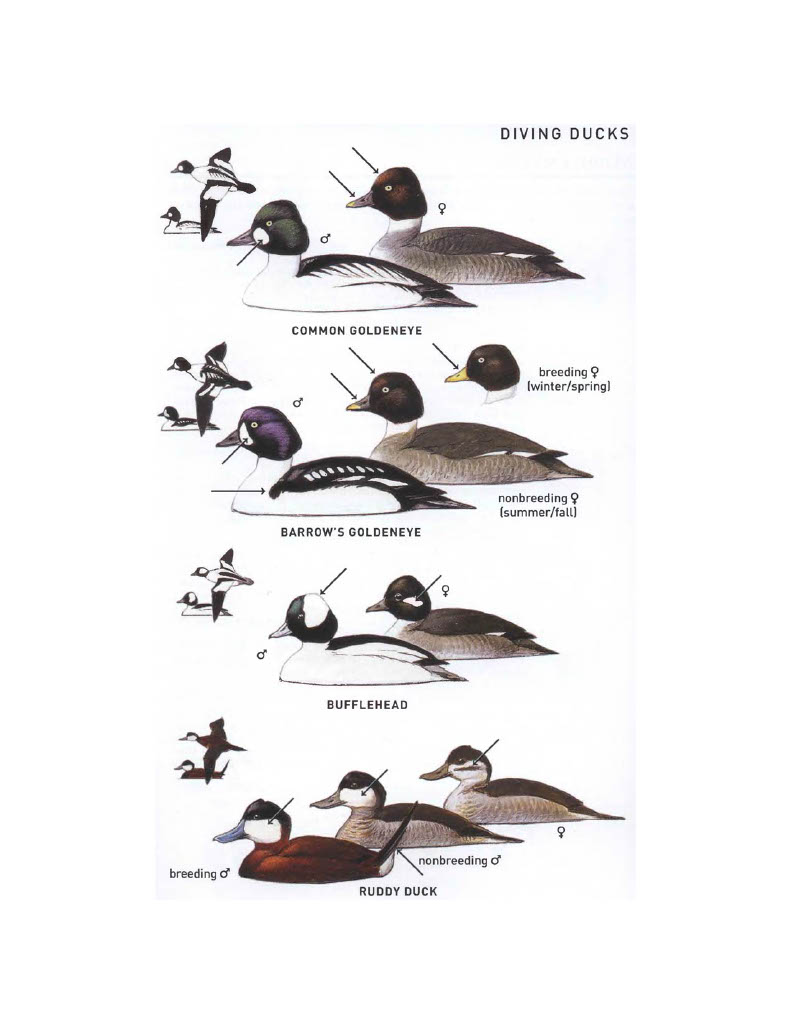 DIVING DUCKS
♀
♂
COMMON GOLDENEYE
breeding ♀
(winter/spring)
♂
nonbreeding ♀
(summer/fall)
BARROW'S GOLDENEYE
♀
♂
BUFFLEHEAD
♀
nonbreeding ♂
breeding ♂
RUDDY DUCK